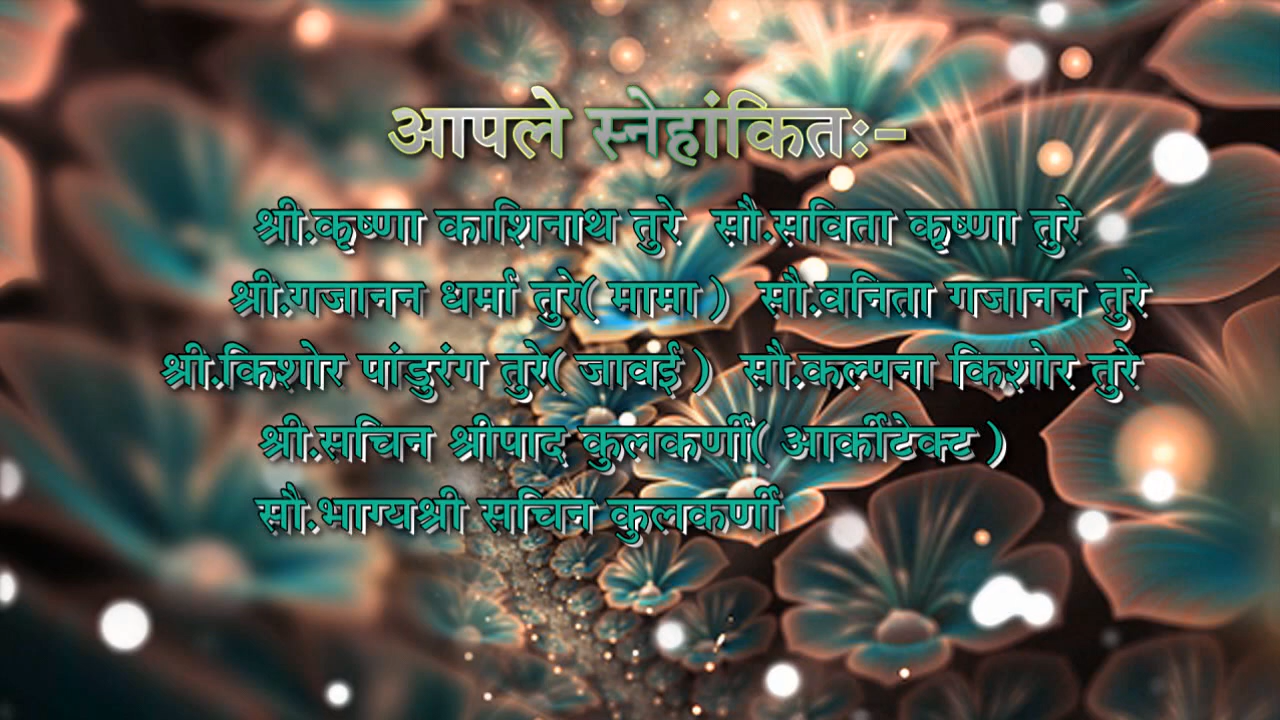 आपले स्नेहांकितः-
श्री.कृष्णा काशिनाथ तुरे सौ.सविता कृष्णा तुरे
श्री.गजानन धर्मा तुरे( मामा ) सौ.वनिता गजानन तुरे
श्री.किशोर पांडुरंग तुरे( जावई ) सौ.कल्पना किशोर तुरे
श्री.सचिन श्रीपाद कुलकर्णी( आर्कीटेक्ट )
सौ.भाग्यश्री सचिन कुलकर्णी